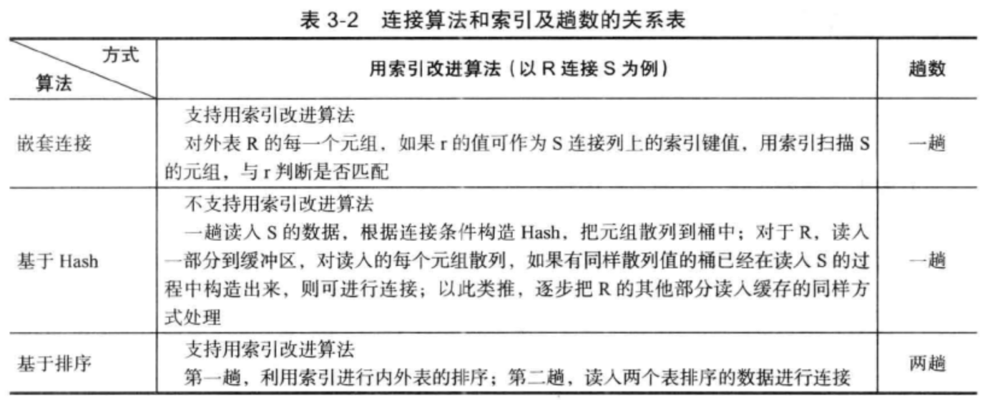 表 3-2 连接算法和索引及趟数的关系表
方式
算法
用索引改进算法（以 R 连接 S 为例）
趟数
嵌套连接
支持用索引改进算法
对外表 R 的每一个元组，如果 r 的值可作为 S 连接列上的索引键值，用索引扫描 S
的元组，与 r 判断是否匹配
一趟
基于 Hash
不支持用索引改进算法
一趟读入 S 的数据，根据连接条件构造 Hash，把元组散列到桶中；对于 R，读入
一部分到缓冲区，对读入的每个元组散列，如果有同样散列值的桶已经在读入 S 的过
程中构造出来，则可进行连接；以此类推，逐步把 R 的其他部分读入缓存的同样方
式处理
一趟
基于排序
支持用索引改进算法
第一趟，利用索引进行内外表的排序；第二趟，读入两个表排序的数据进行连接
两趟